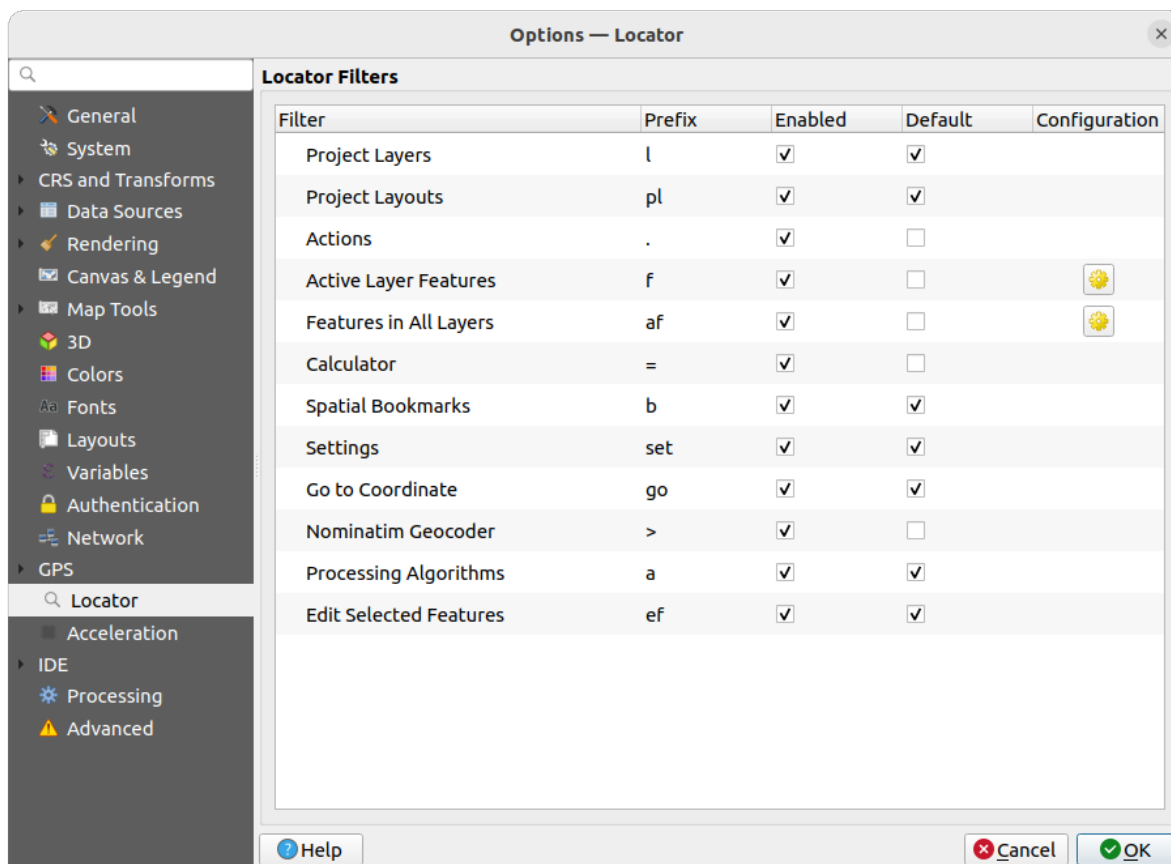 Options — Locator
General
System
CRS and Transforms
Data Sources
Rendering
Canvas & Legend
Map Tools
3D
Colors
Aa Fonts
Layouts
Variables
Authentication
Network
GPS
Locator
Acceleration
IDE
Processing
Advanced
Locator Filters
Filter Prefix Enabled Default Configuration
Project Layers l
Project Layouts pl
Actions .
Active Layer Features f
Features in All Layers af
Calculator =
Spatial Bookmarks b
Settings set
Go to Coordinate go
Nominatim Geocoder >
Processing Algorithms a
Edit Selected Features ef
Help Cancel OK